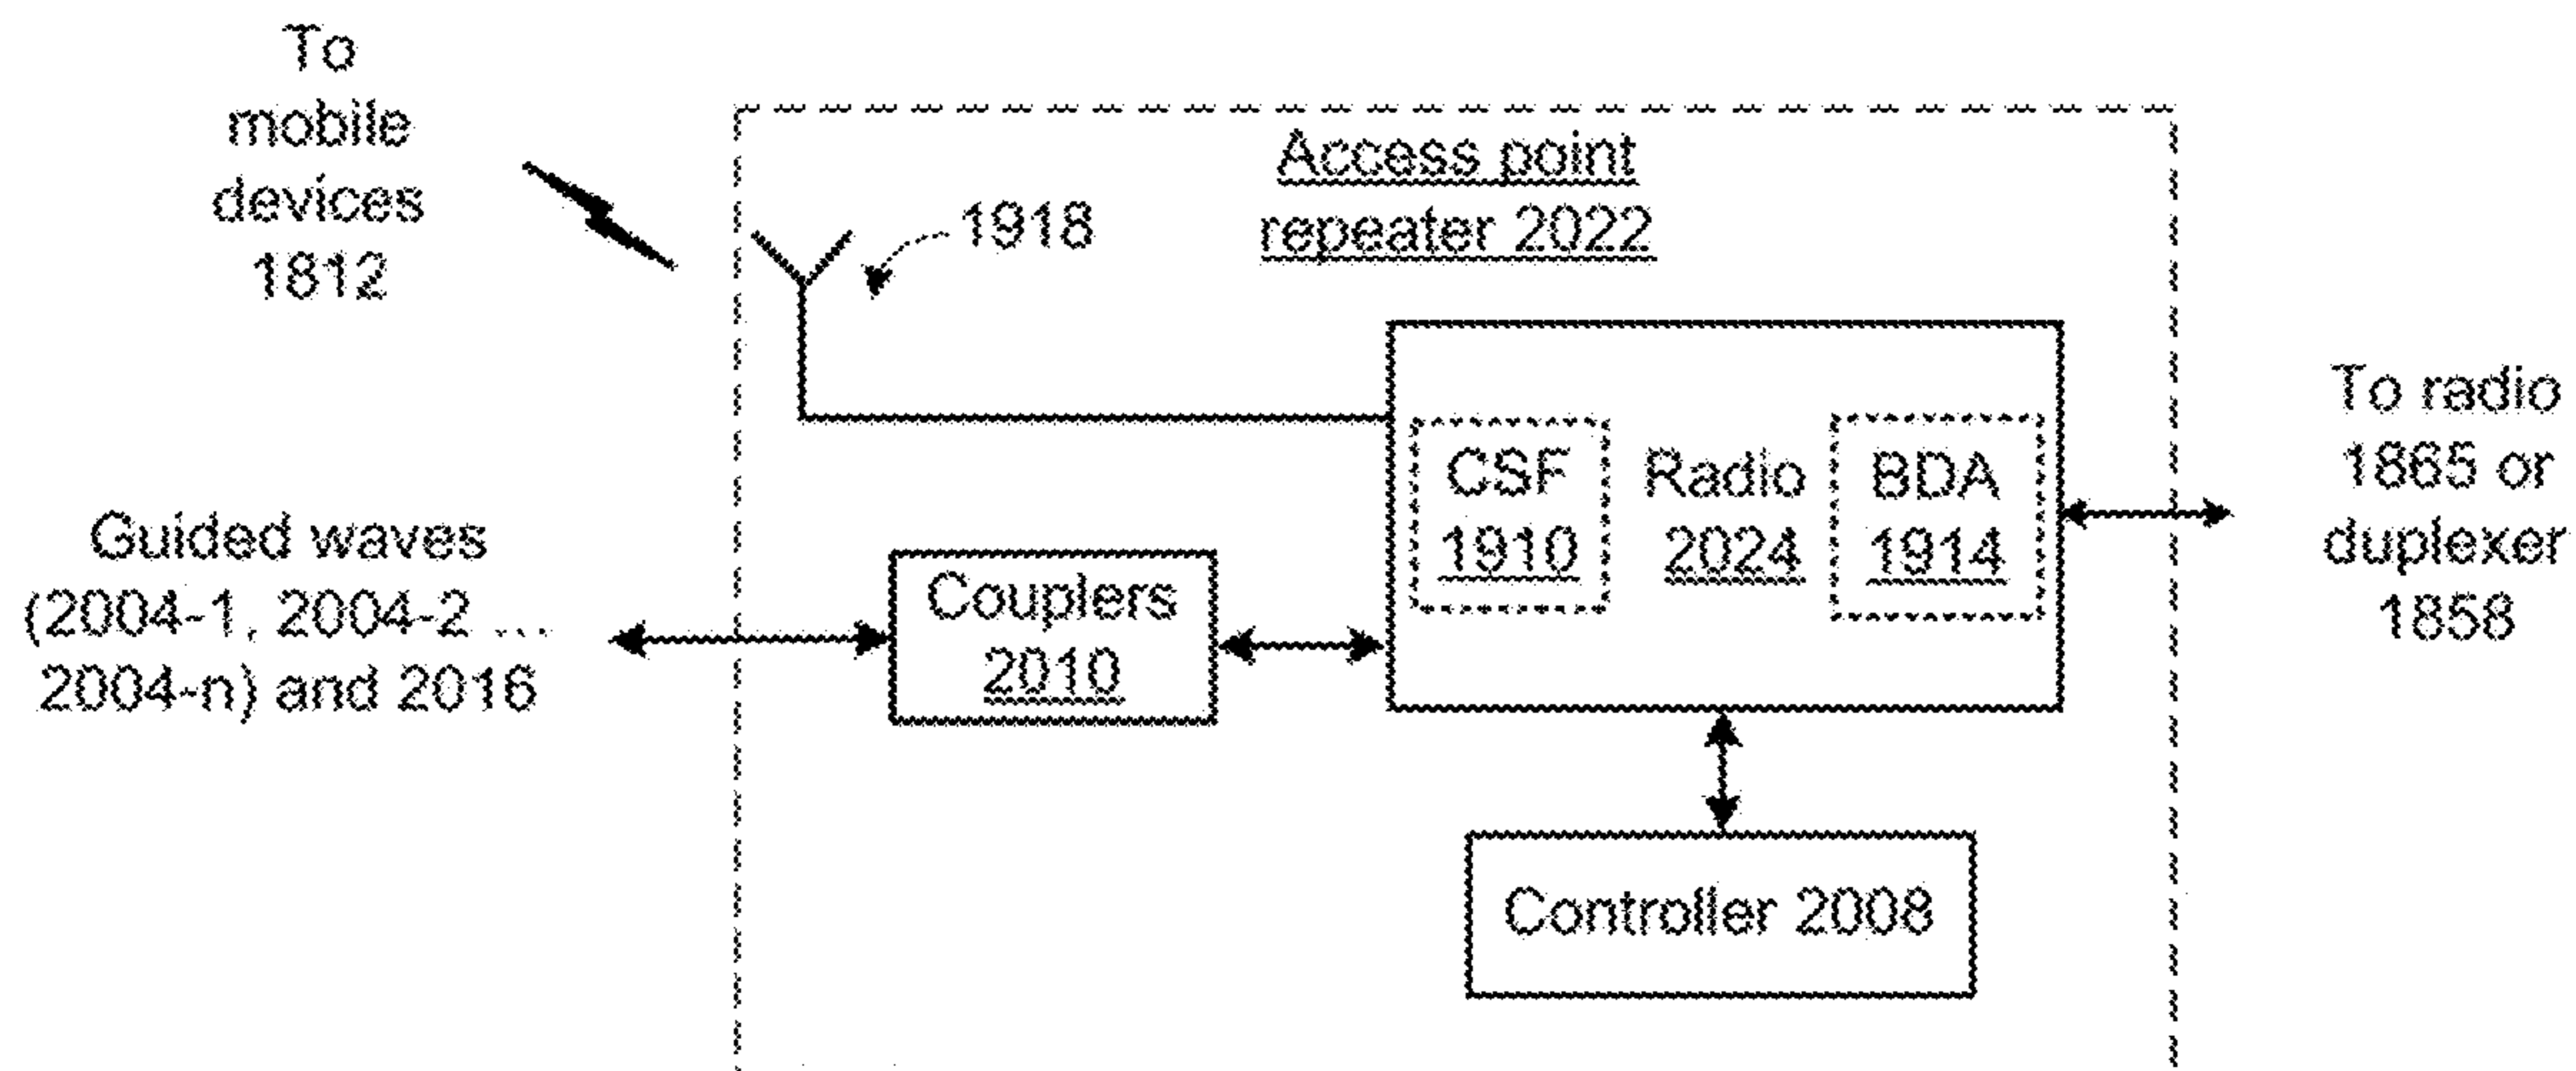 To
mobile
devices
1812
1918
Access point
repeater 2022
Guided waves
(2004-1, 2004-2 ...
2004-n) and 2016
Couplers
2010
CSF
1910
Radio
2024
BDA
1914
To radio
1865 or
duplexer
1858
Controller 2008